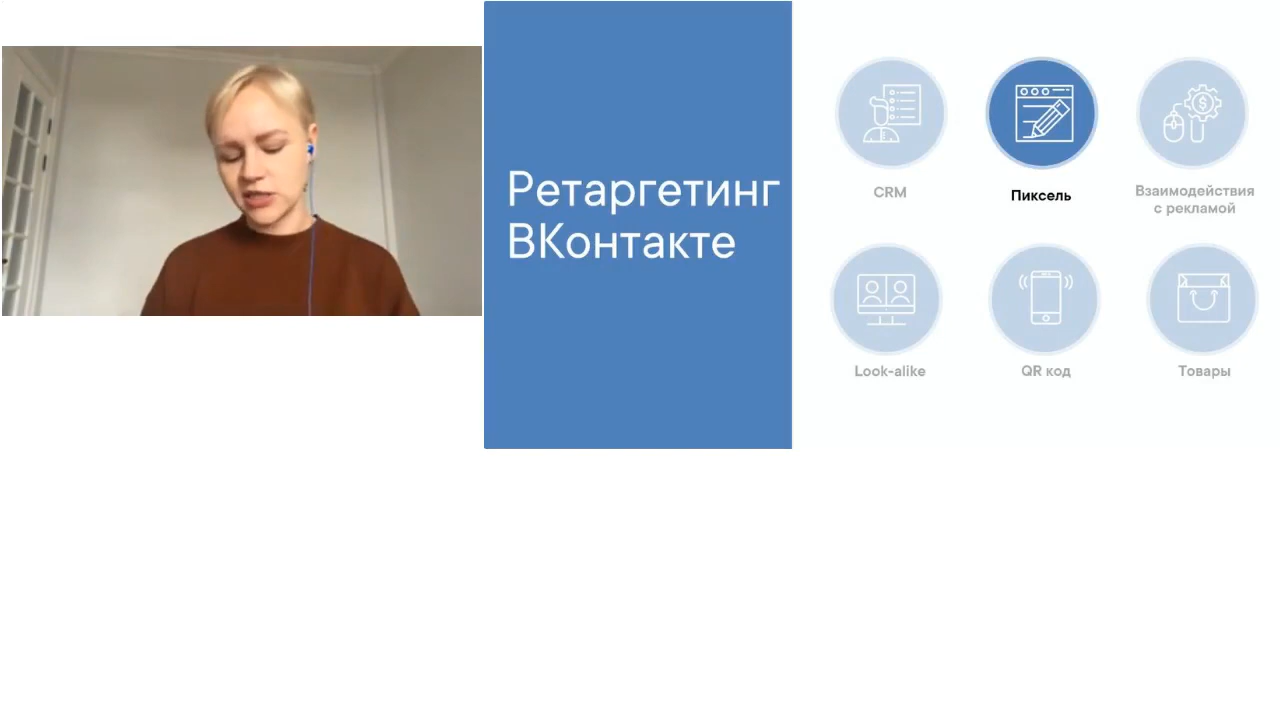 Ретаргетинг
ВКонтакте
CRM
Пиксель
Взаимодействия
с рекламой
Look-alike
QR код
Товары